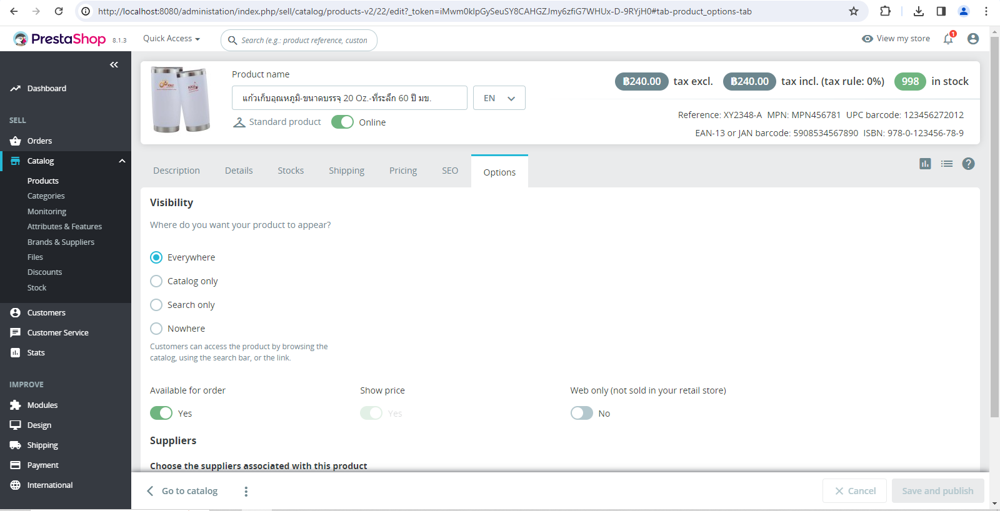 http://localhost:8080/administation/index.php/sell/catalog/products-v2/22/edit?_token=iMwm0klpGySeuSY8CAHGZJmy6zfiG7WHUx-D-9RYjH0#tab-product_options-tab
PrestaShop 8.1.3
Quick Access
Search (e.g.: product reference, custon
View my store
1
Dashboard
SELL
Orders
Catalog
Products
Categories
Monitoring
Attributes & Features
Brands & Suppliers
Files
Discounts
Stock
Customers
Customer Service
Stats
IMPROVE
Modules
Design
Shipping
Payment
International
Product name
แก้วเก็บอุณหภูมิ-ขนาดบรรจุ 20 Oz.-ที่ระลึก 60 ปี มข.
EN
Standard product
Online
฿240.00 tax excl. ฿240.00 tax incl. (tax rule: 0%) 998 in stock
Reference: XY2348-A MPN: MPN456781 UPC barcode: 123456272012
EAN-13 or JAN barcode: 5908534567890 ISBN: 978-0-123456-78-9
Description Details Stocks Shipping Pricing SEO Options
Visibility
Where do you want your product to appear?
Everywhere
Catalog only
Search only
Nowhere
Customers can access the product by browsing the
catalog, using the search bar, or the link.
Available for order Show price Web only (not sold in your retail store)
Yes Yes No
Suppliers
Choose the suppliers associated with this product
Go to catalog
Cancel
Save and publish